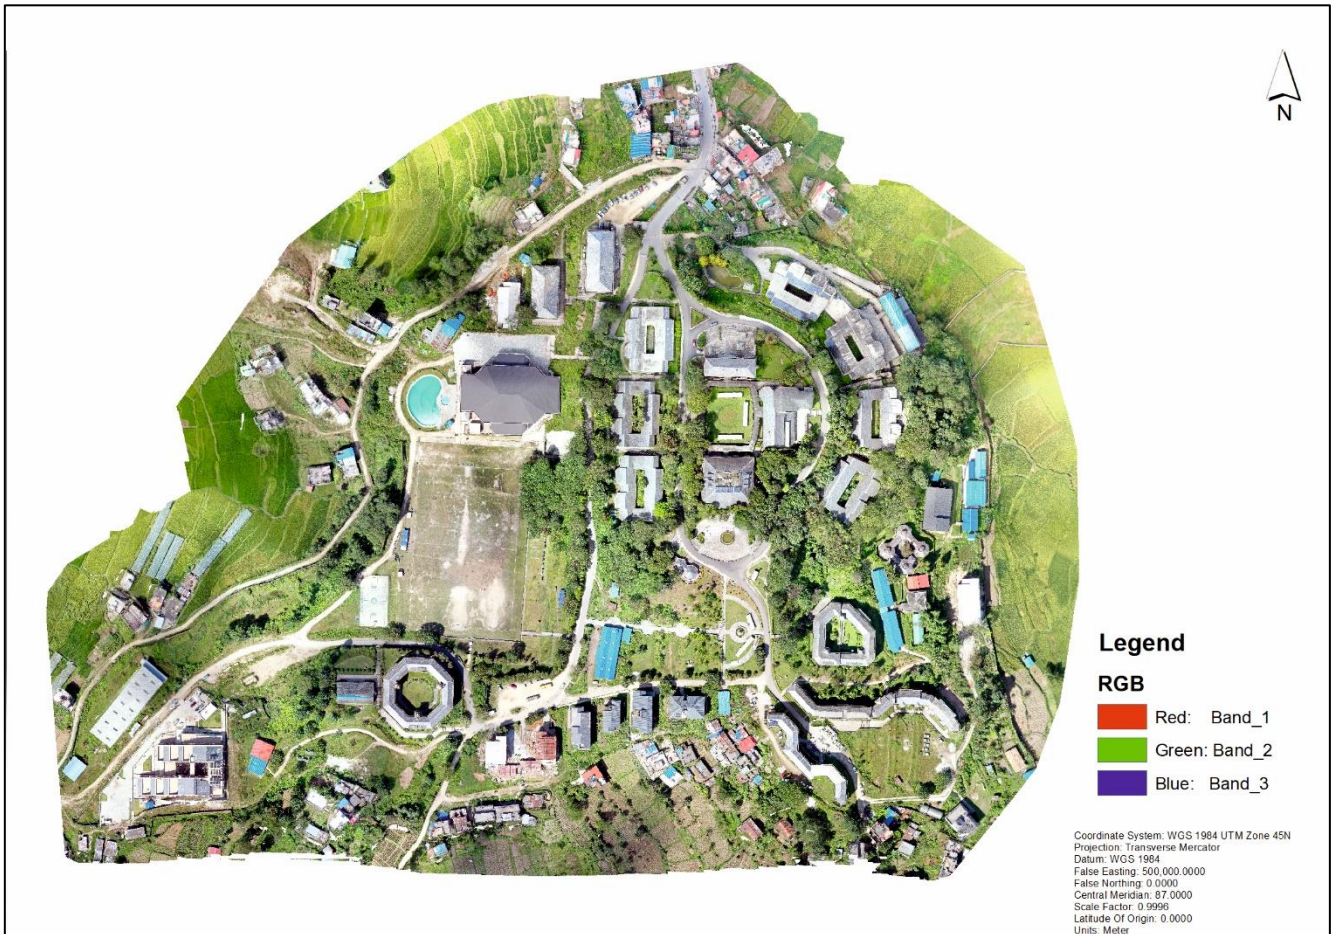 N
Legend
RGB
Red: Band_1
Green: Band_2
Blue: Band_3
Coordinate System: WGS 1984 UTM Zone 45N
Projection: Transverse Mercator
Datum: WGS 1984
False Easting: 500,000.0000
False Northing: 0.0000
Central Meridian: 87.0000
Scale Factor: 0.9996
Latitude Of Origin: 0.0000
Units: Meter